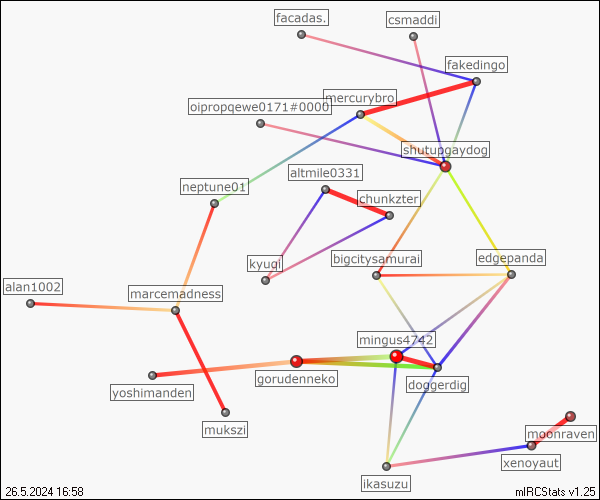 facadas.
csmaddi
fakedingo
mercurybro
oipropqewe0171#0000
shutupgaydog
altmile0331
neptune01
chunkzter
kyuqi
bigcitysamurai
edgepanda
alan1002
marcemadness
mingus4742
gorudenneko
doggerdig
yoshimanden
mukszi
moonraven
xenoyaut
ikasuzu
26.5.2024 16:58
mIRCStats v1.25